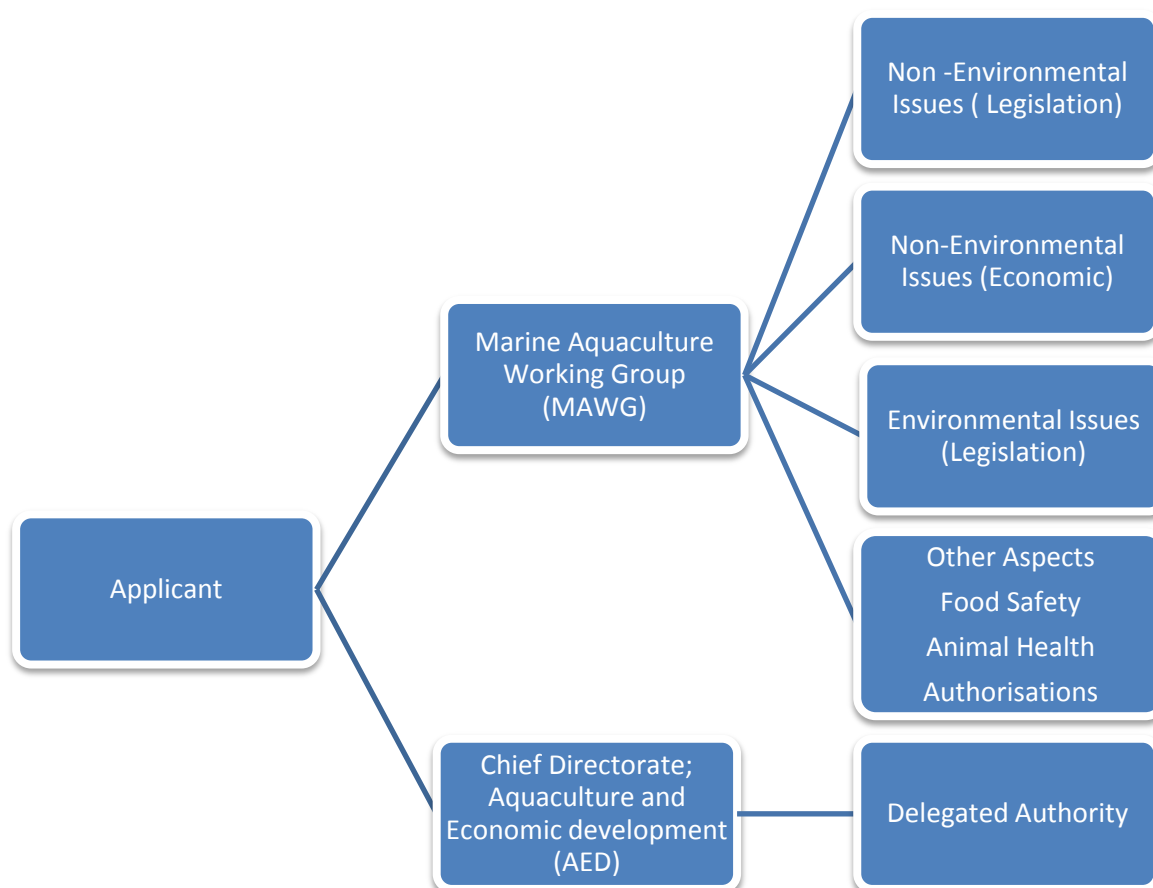 Applicant
Marine Aquaculture
Working Group
(MAWG)
Non -Environmental
Issues ( Legislation)
Non-Environmental
Issues (Economic)
Environmental Issues
(Legislation)
Other Aspects
Food Safety
Animal Health
Authorisations
Chief Directorate;
Aquaculture and
Economic development
(AED)
Delegated Authority